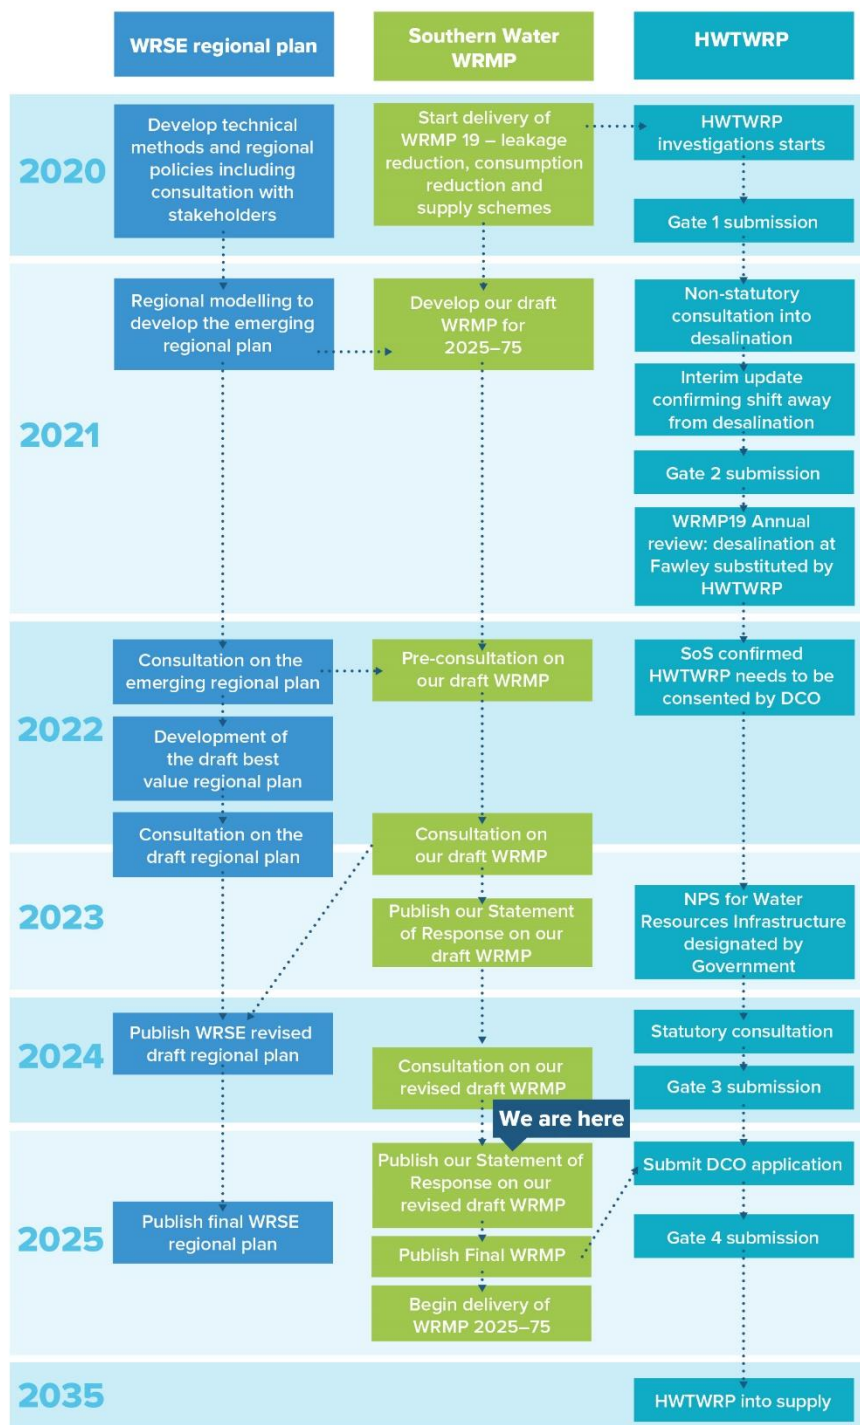 WRSE regional plan
Southern Water
WRMP
HWTWRP
2020
Develop technical
methods and regional
policies including
consultation with
stakeholders
Start delivery of
WRMP 19 – leakage
reduction, consumption
reduction and
supply schemes
HWTWRP
investigations starts
Gate 1 submission
2021
Regional modelling to
develop the emerging
regional plan
Develop our draft
WRMP for
2025–75
Non-statutory
consultation into
desalination
Interim update
confirming shift away
from desalination
Gate 2 submission
WRMP19 Annual
review: desalination at
Fawley substituted by
HWTWRP
2022
Consultation on the
emerging regional plan
Development of
the draft best
value regional plan
Consultation on the
draft regional plan
Pre-consultation on
our draft WRMP
Consultation on
our draft WRMP
SoS confirmed
HWTWRP needs to be
consented by DCO
2023
Publish our Statement
of Response on our
draft WRMP
NPS for Water
Resources Infrastructure
designated by
Government
2024
Publish WRSE revised
draft regional plan
Consultation on our
revised draft WRMP
Statutory consultation
Gate 3 submission
We are here
2025
Publish final WRSE
regional plan
Publish our Statement of
Response on our
revised draft WRMP
Publish Final WRMP
Begin delivery of
WRMP 2025–75
Submit DCO application
Gate 4 submission
2035
HWTWRP into supply